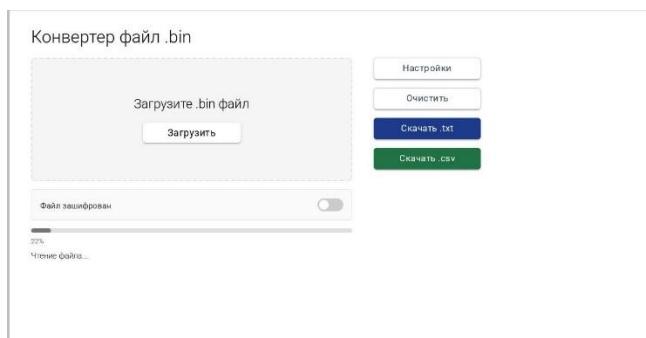 Конвертер файл .bin
Загрузите .bin файл
Загрузить
Файл зашифрован
22%
Чтение файла...
Настройки
Очистить
Скачать .txt
Скачать .csv